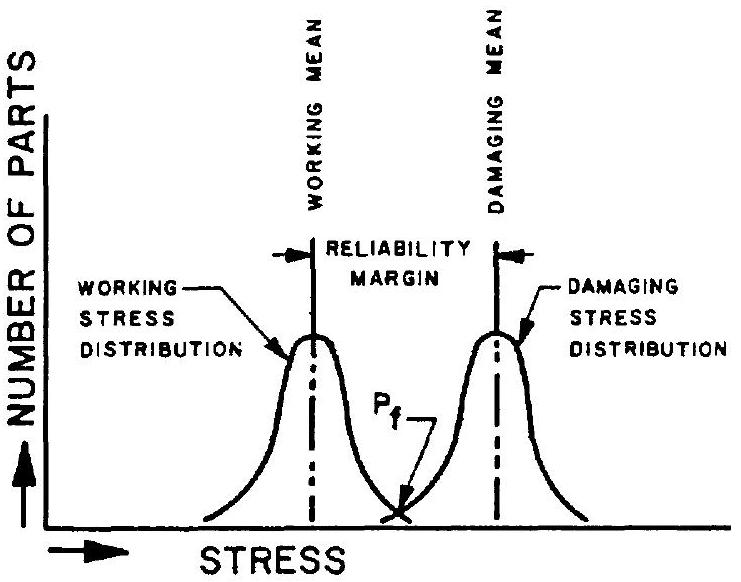 WORKING MEAN
DAMAGING MEAN
NUMBER OF PARTS
RELIABILITY
MARGIN
WORKING
STRESS
DISTRIBUTION
DAMAGING
STRESS
DISTRIBUTION
Pf
STRESS